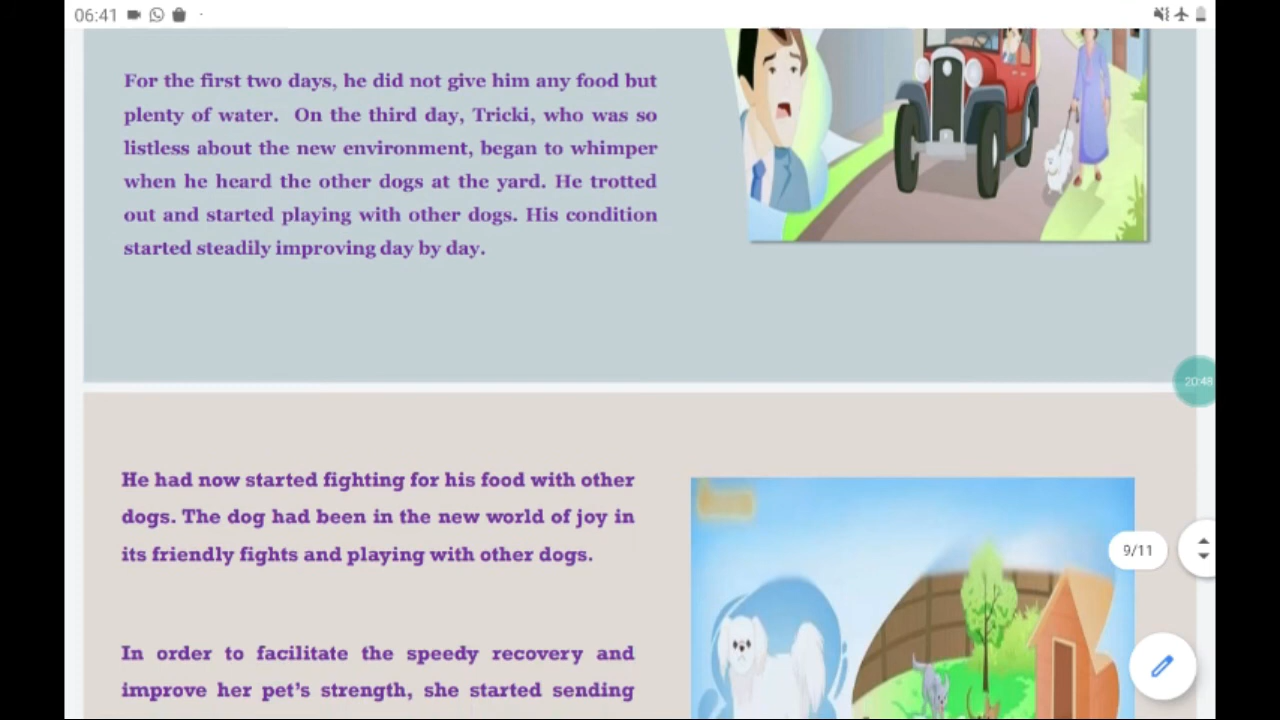 06:41
For the first two days, he did not give him any food but
plenty of water. On the third day, Tricki, who was so
listless about the new environment, began to whimper
when he heard the other dogs at the yard. He trotted
out and started playing with other dogs. His condition
started steadily improving day by day.
20:48
He had now started fighting for his food with other
dogs. The dog had been in the new world of joy in
its friendly fights and playing with other dogs.
9/11
In order to facilitate the speedy recovery and
improve her pet's strength, she started sending